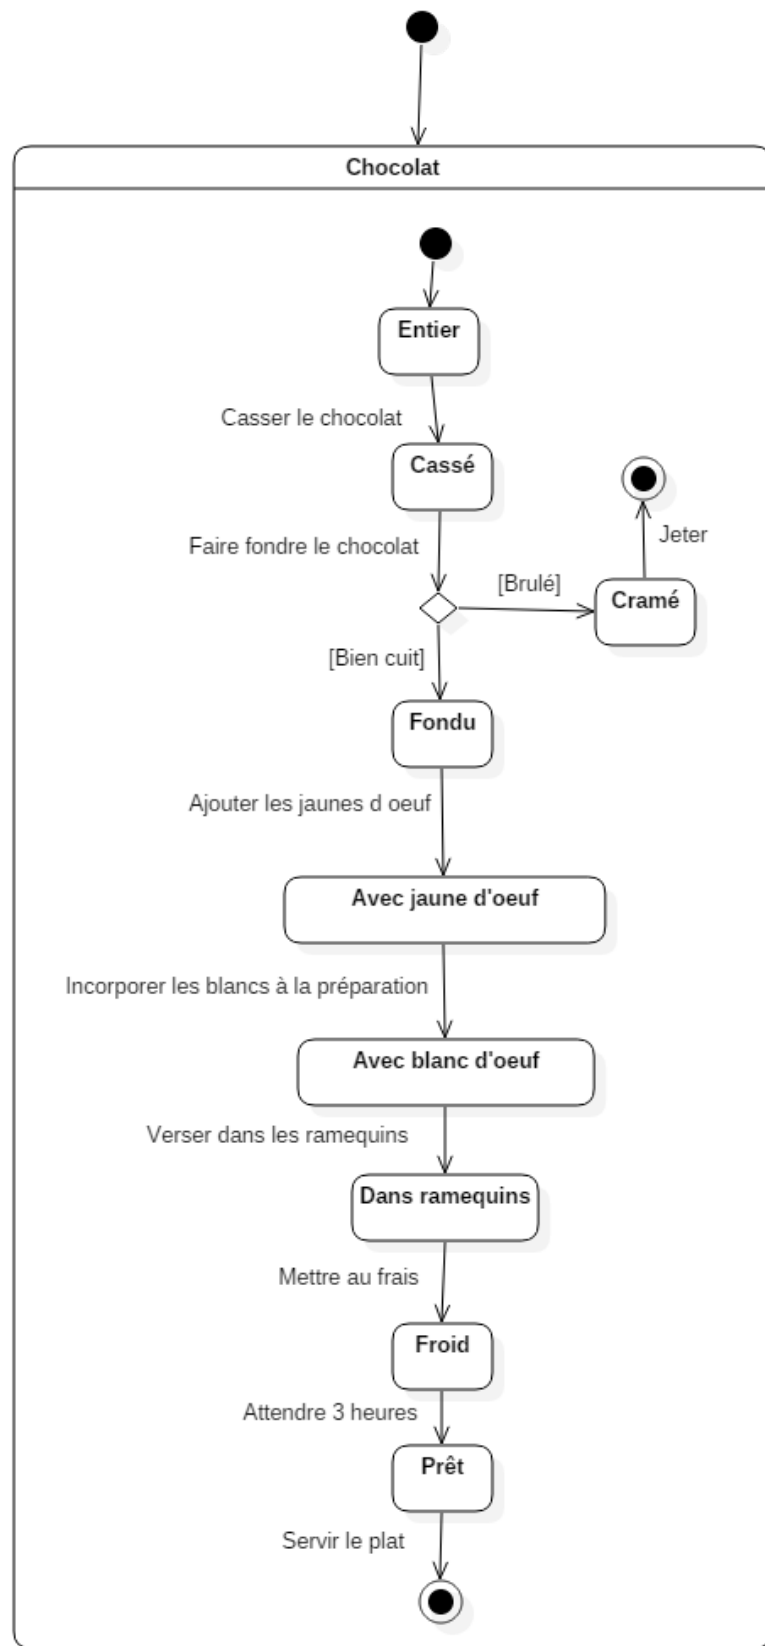 Chocolat
Entier
Casser le chocolat
Cassé
Faire fondre le chocolat
Jeter
[Brulé]
Cramé
[Bien cuit]
Fondu
Ajouter les jaunes d oeuf
Avec jaune d'oeuf
Incorporer les blancs à la préparation
Avec blanc d'oeuf
Verser dans les ramequins
Dans ramequins
Mettre au frais
Froid
Attendre 3 heures
Prêt
Servir le plat